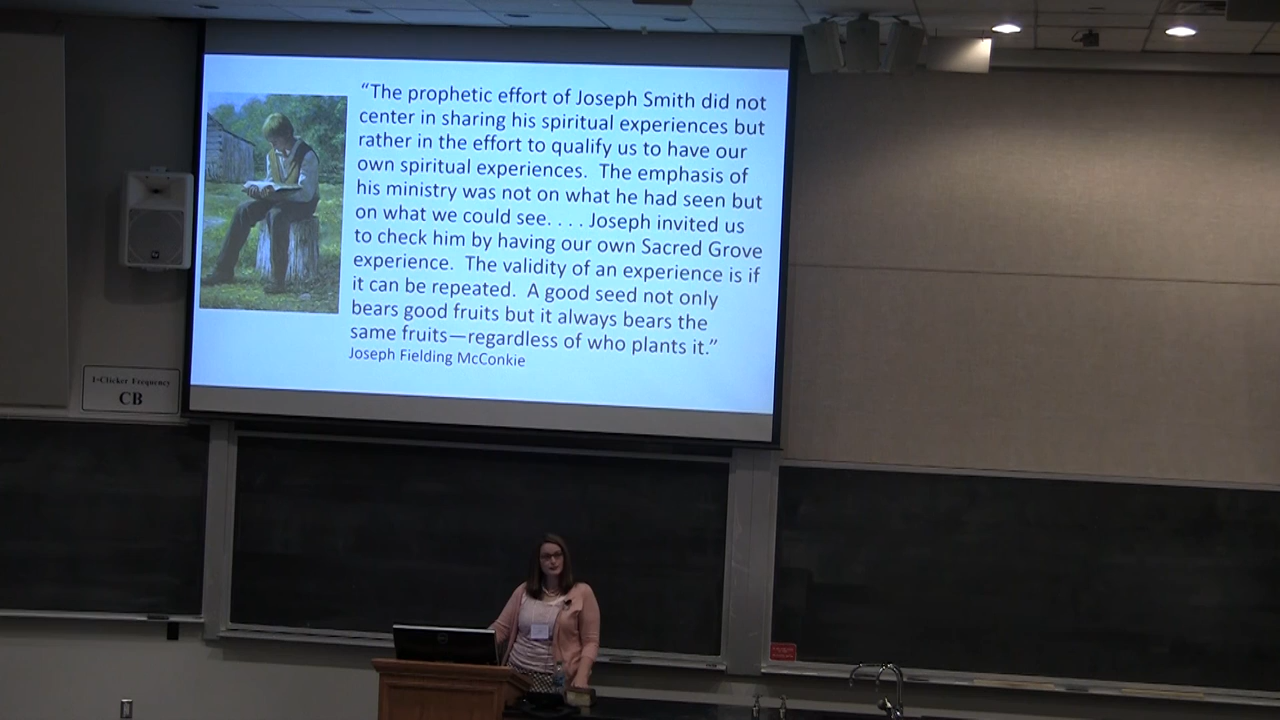 “The prophetic effort of Joseph Smith did not
center in sharing his spiritual experiences but
rather in the effort to qualify us to have our
own spiritual experiences.  The emphasis of
his ministry was not on what he had seen but
on what we could see. . . . Joseph invited us
to check him by having our own Sacred Grove
experience.  The validity of an experience is if
it can be repeated.  A good seed not only
bears good fruits but it always bears the
same fruits—regardless of who plants it.”
Joseph Fielding McConkie
i-Clicker Frequency
CB